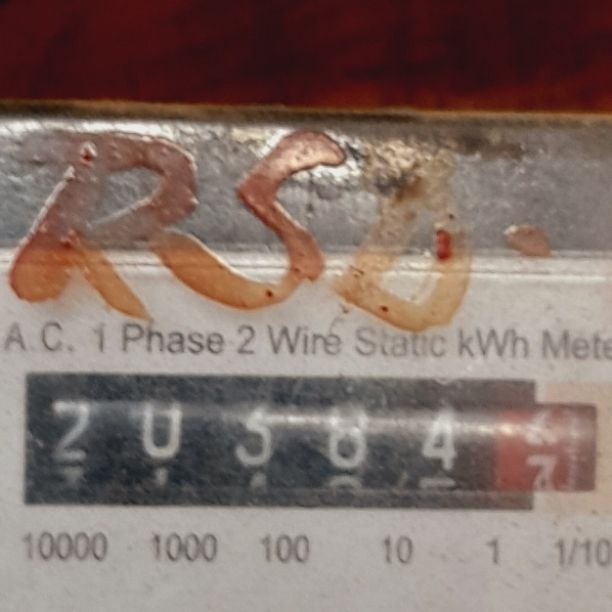 RSD.
A.C. 1 Phase 2 Wire Static kWh Mete
2 0 3 8 4
10000 1000 100 10 1 1/10